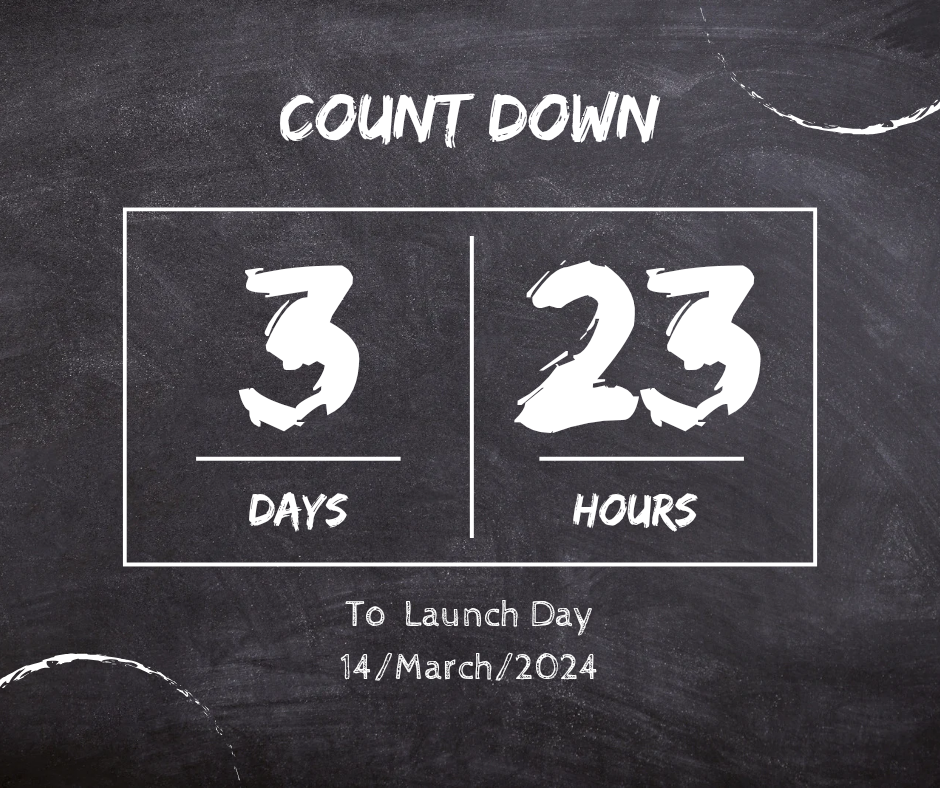 COUNT DOWN
3 23
DAYS HOURS
To Launch Day
14/March/2024